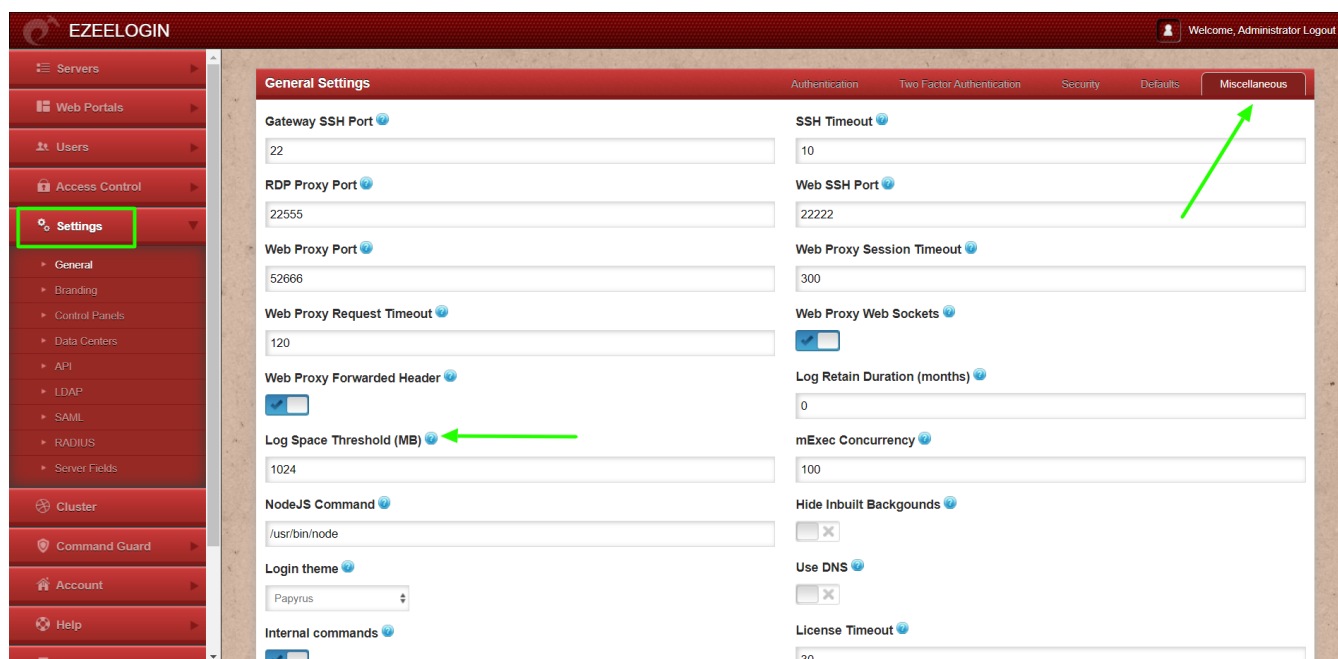 EZEELOGIN
Welcome, Administrator Logout
Servers
Web Portals
Users
Access Control
Settings
General
Branding
Control Panels
Data Centers
API
LDAP
SAML
RADIUS
Server Fields
Cluster
Command Guard
Account
Help
General Settings
Authentication
Two Factor Authentication
Security
Defaults
Miscellaneous
Gateway SSH Port
22
SSH Timeout
10
RDP Proxy Port
22555
Web SSH Port
22222
Web Proxy Port
52666
Web Proxy Session Timeout
300
Web Proxy Request Timeout
120
Web Proxy Web Sockets
Web Proxy Forwarded Header
Log Retain Duration (months)
0
Log Space Threshold (MB)
1024
mExec Concurrency
100
NodeJS Command
/usr/bin/node
Hide Inbuilt Backgounds
Login theme
Papyrus
Use DNS
Internal commands
License Timeout
30